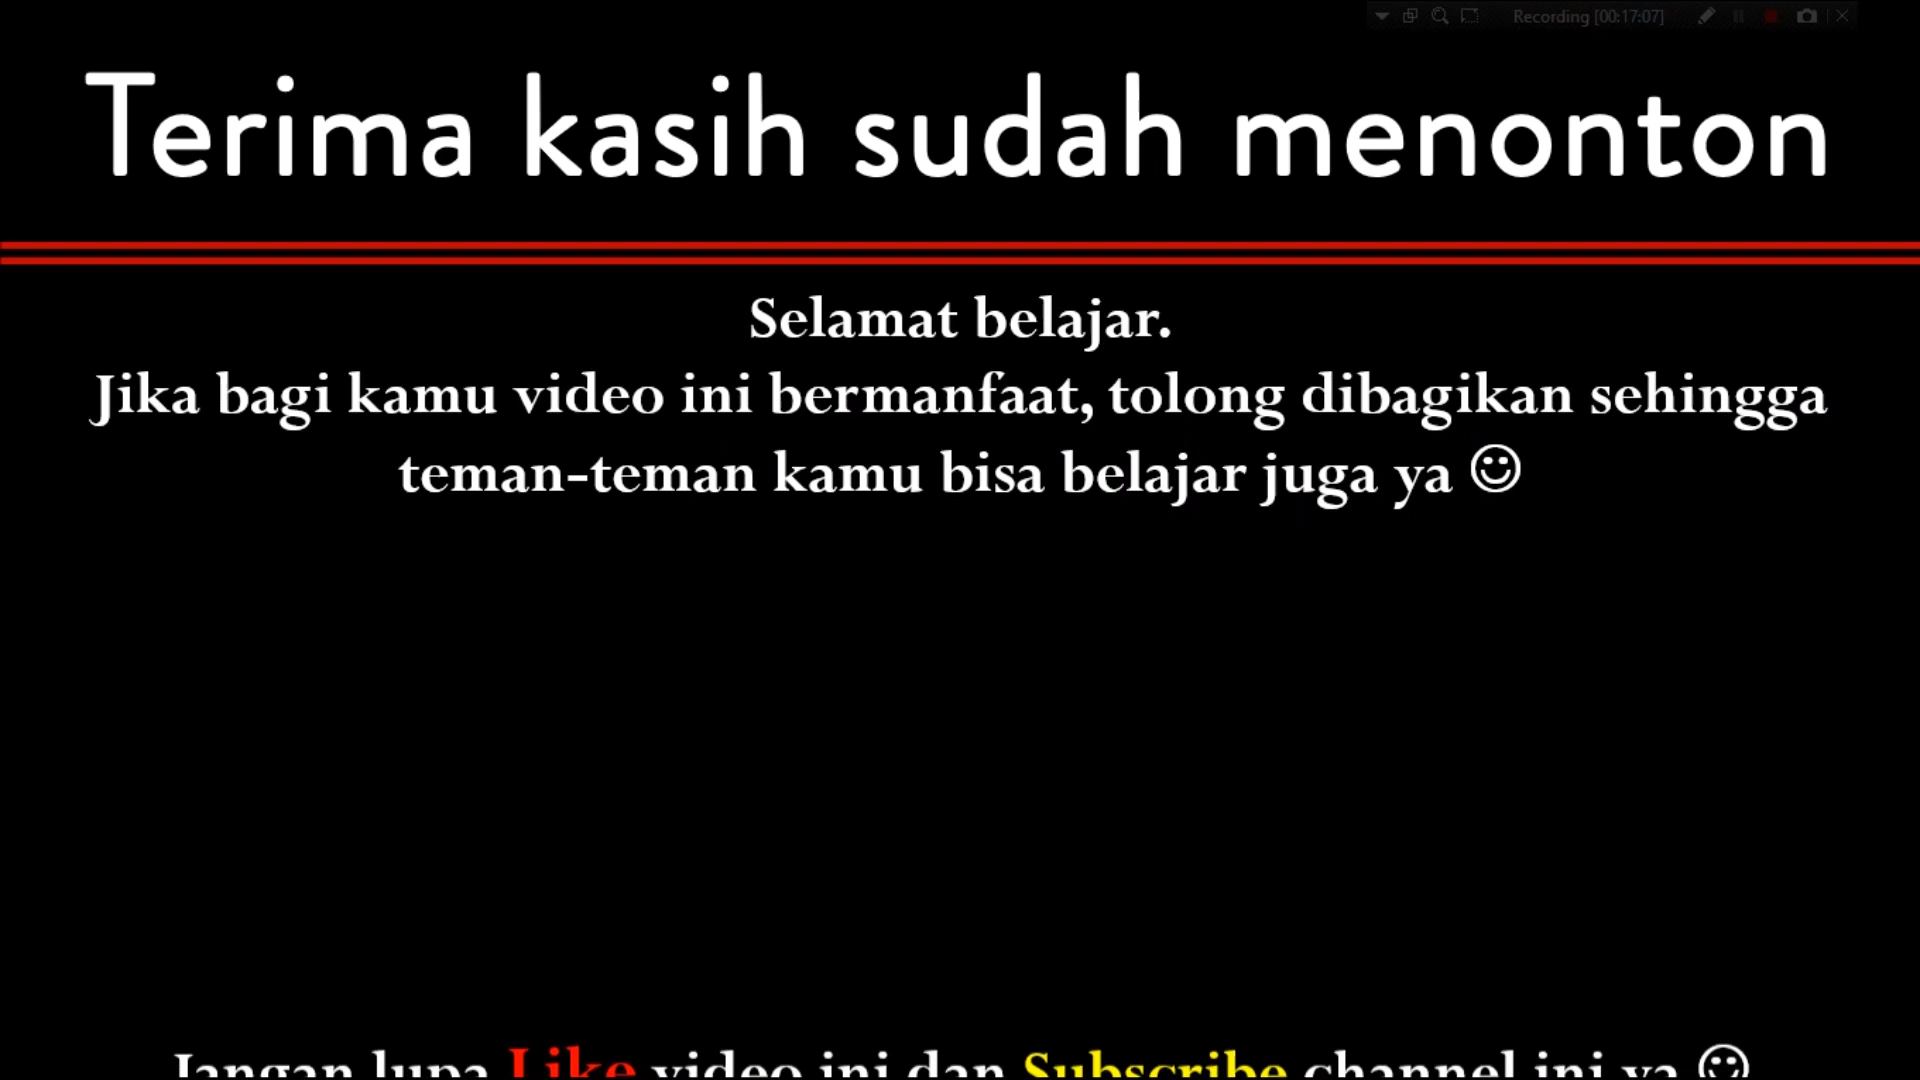 Recording [00:17:07]
Terima kasih sudah menonton
Selamat belajar.
Jika bagi kamu video ini bermanfaat, tolong dibagikan sehingga
teman-teman kamu bisa belajar juga ya ☺
Jangan lupa Like video ini dan Subscribe channel ini ya ☺